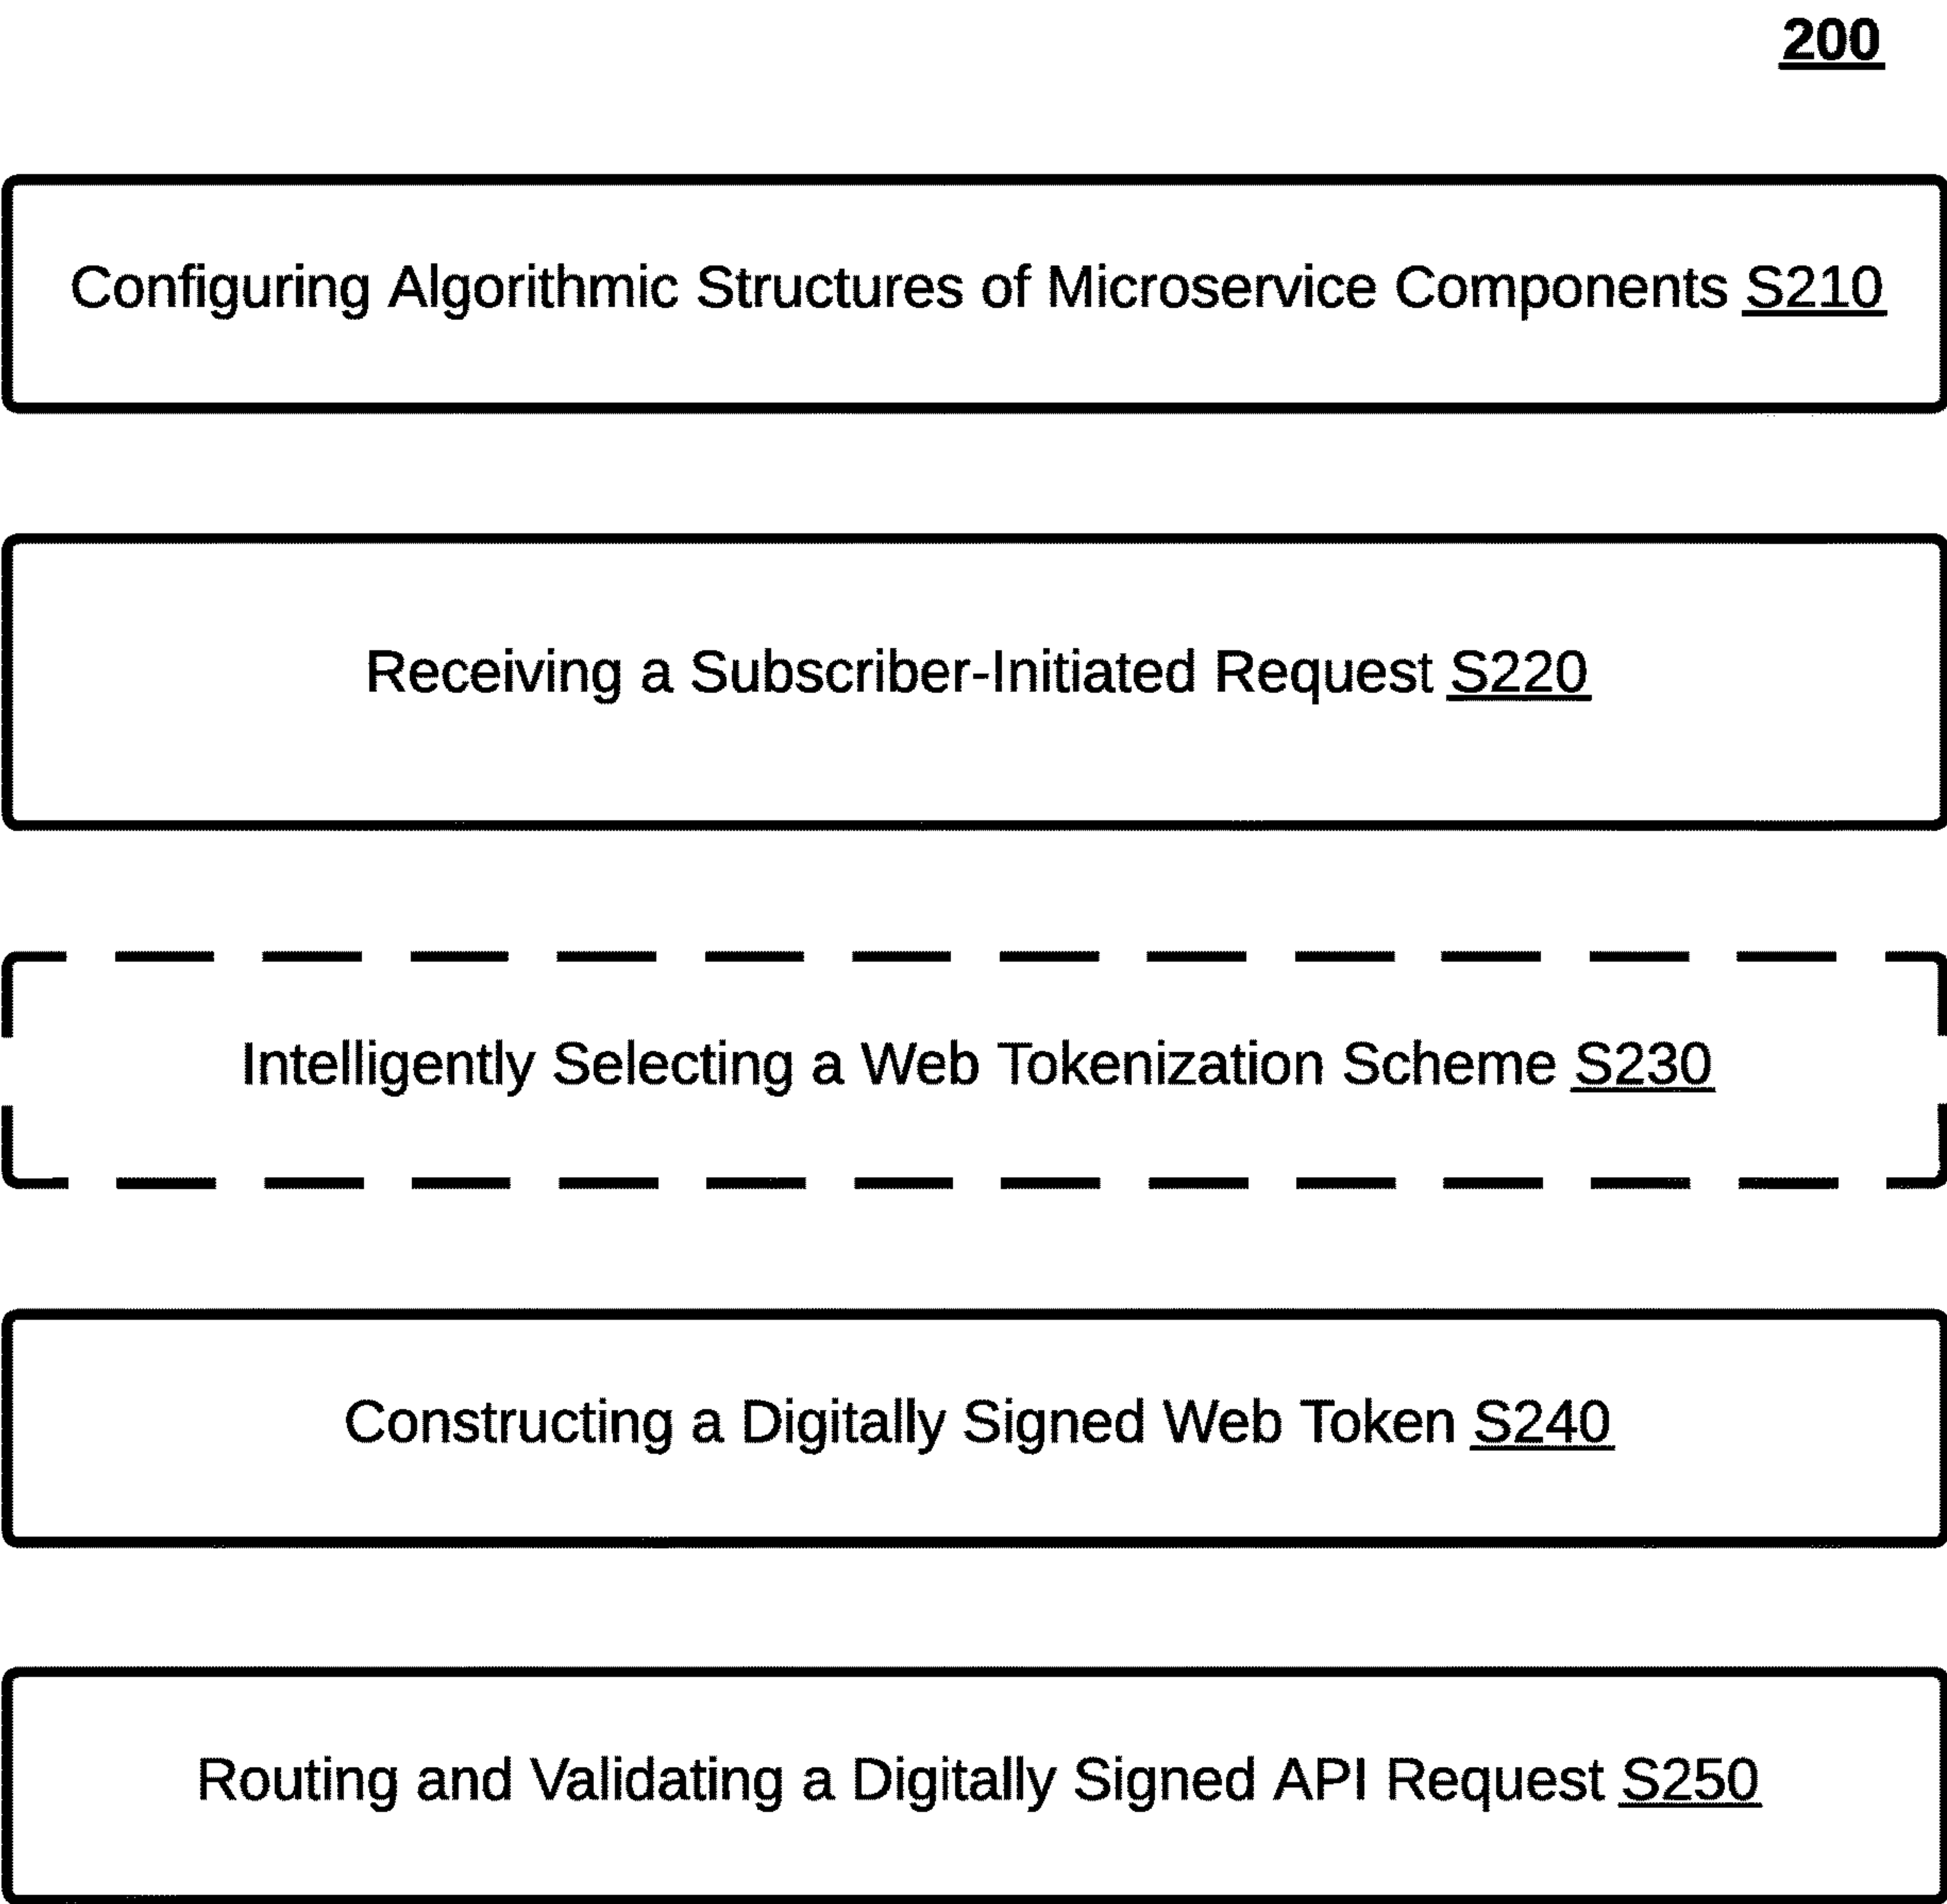 200
Configuring Algorithmic Structures of Microservice Components S210
Receiving a Subscriber-Initiated Request S220
Intelligently Selecting a Web Tokenization Scheme S230
Constructing a Digitally Signed Web Token S240
Routing and Validating a Digitally Signed API Request S250